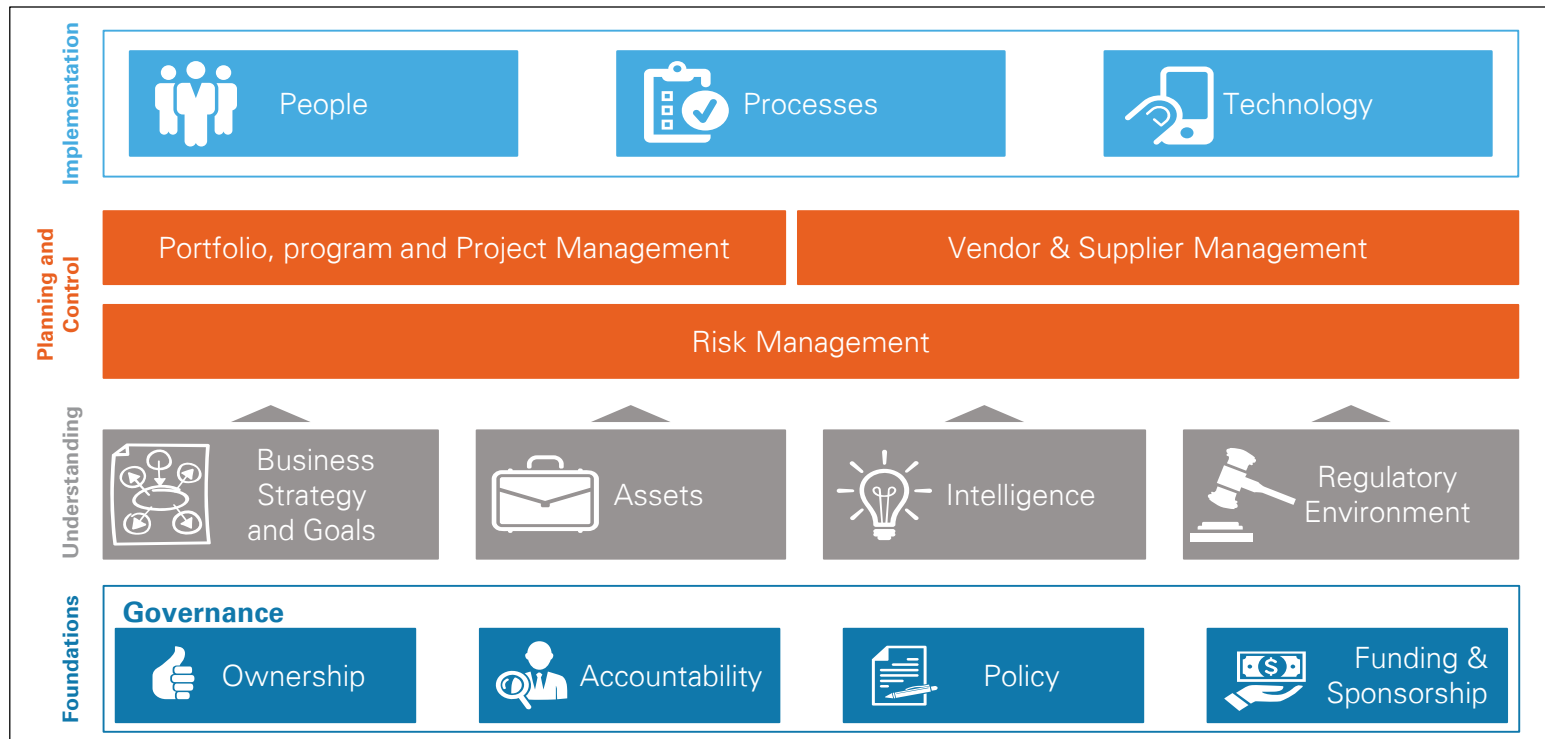 Implementation
People
Processes
Technology
Planning and
Control
Portfolio, program and Project Management
Vendor & Supplier Management
Risk Management
Understanding
Business
Strategy
and Goals
Assets
Intelligence
Regulatory
Environment
Foundations
Governance
Ownership
Accountability
Policy
$
Funding &
Sponsorship